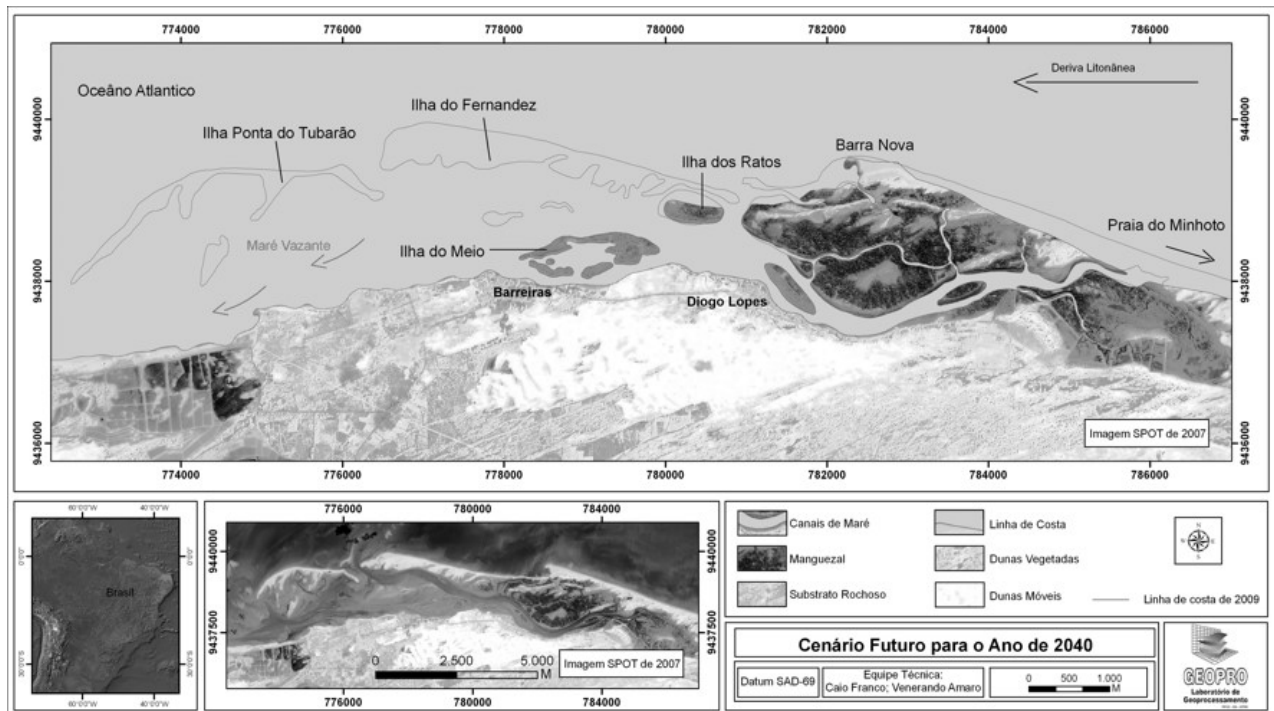 774000 776000 778000 780000 782000 784000 786000
Oceâno Atlantico
Deriva Litonânea
Ilha do Fernandez
Ilha Ponta do Tubarão
Ilha dos Ratos
Barra Nova
Praia do Minhoto
Maré Vazante
Ilha do Meio
Barreiras
Diogo Lopes
9440000
9438000
9436000
9440000
9438000
9436000
Imagem SPOT de 2007
774000 776000 778000 780000 782000 784000 786000
60°0'0"W 40°0'0"W
0°0'0"
30°0'0"S
0°0'0"
30°0'0"S
Brasil
60°0'0"W 40°0'0"W
776000 780000 784000
9440000
9437500
9440000
9437500
0 2.500 5.000
M
Imagem SPOT de 2007
776000 780000 784000
Canais de Maré
Linha de Costa
Manguezal
Dunas Vegetadas
Substrato Rochoso
Dunas Móveis
Linha de costa de 2009
N
W E
S
Cenário Futuro para o Ano de 2040
Datum SAD-69
Equipe Técnica:
Caio Franco; Venerando Amaro
0 500 1.000
M
GEOPRO
Laboratório de
Geoprocessamento